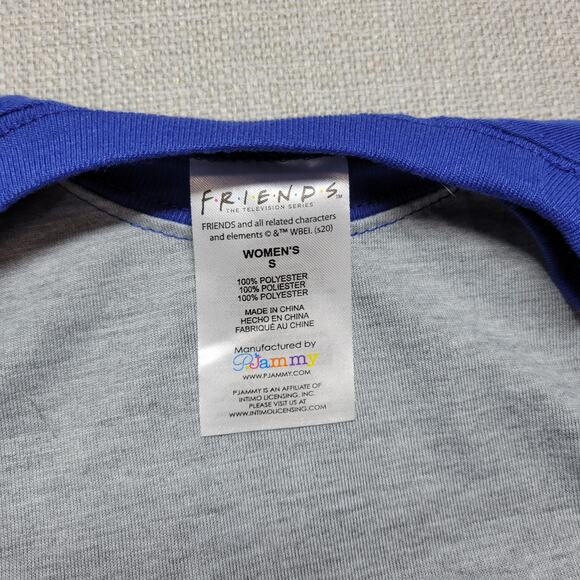 F·R·I·E·N·D·S™
THE TELEVISION SERIES
FRIENDS and all related characters
and elements © &™ WBEI. (s20)
WOMEN'S
S
100% POLYESTER
100% POLIESTER
100% POLYESTER
MADE IN CHINA
HECHO EN CHINA
FABRIQUÉ AU CHINE
Manufactured by
PJammy
WWW.PJAMMY.COM
PJAMMY IS AN AFFILIATE OF
INTIMO LICENSING, INC.
PLEASE VISIT US AT
WWW.INTIMOLICENSING.COM